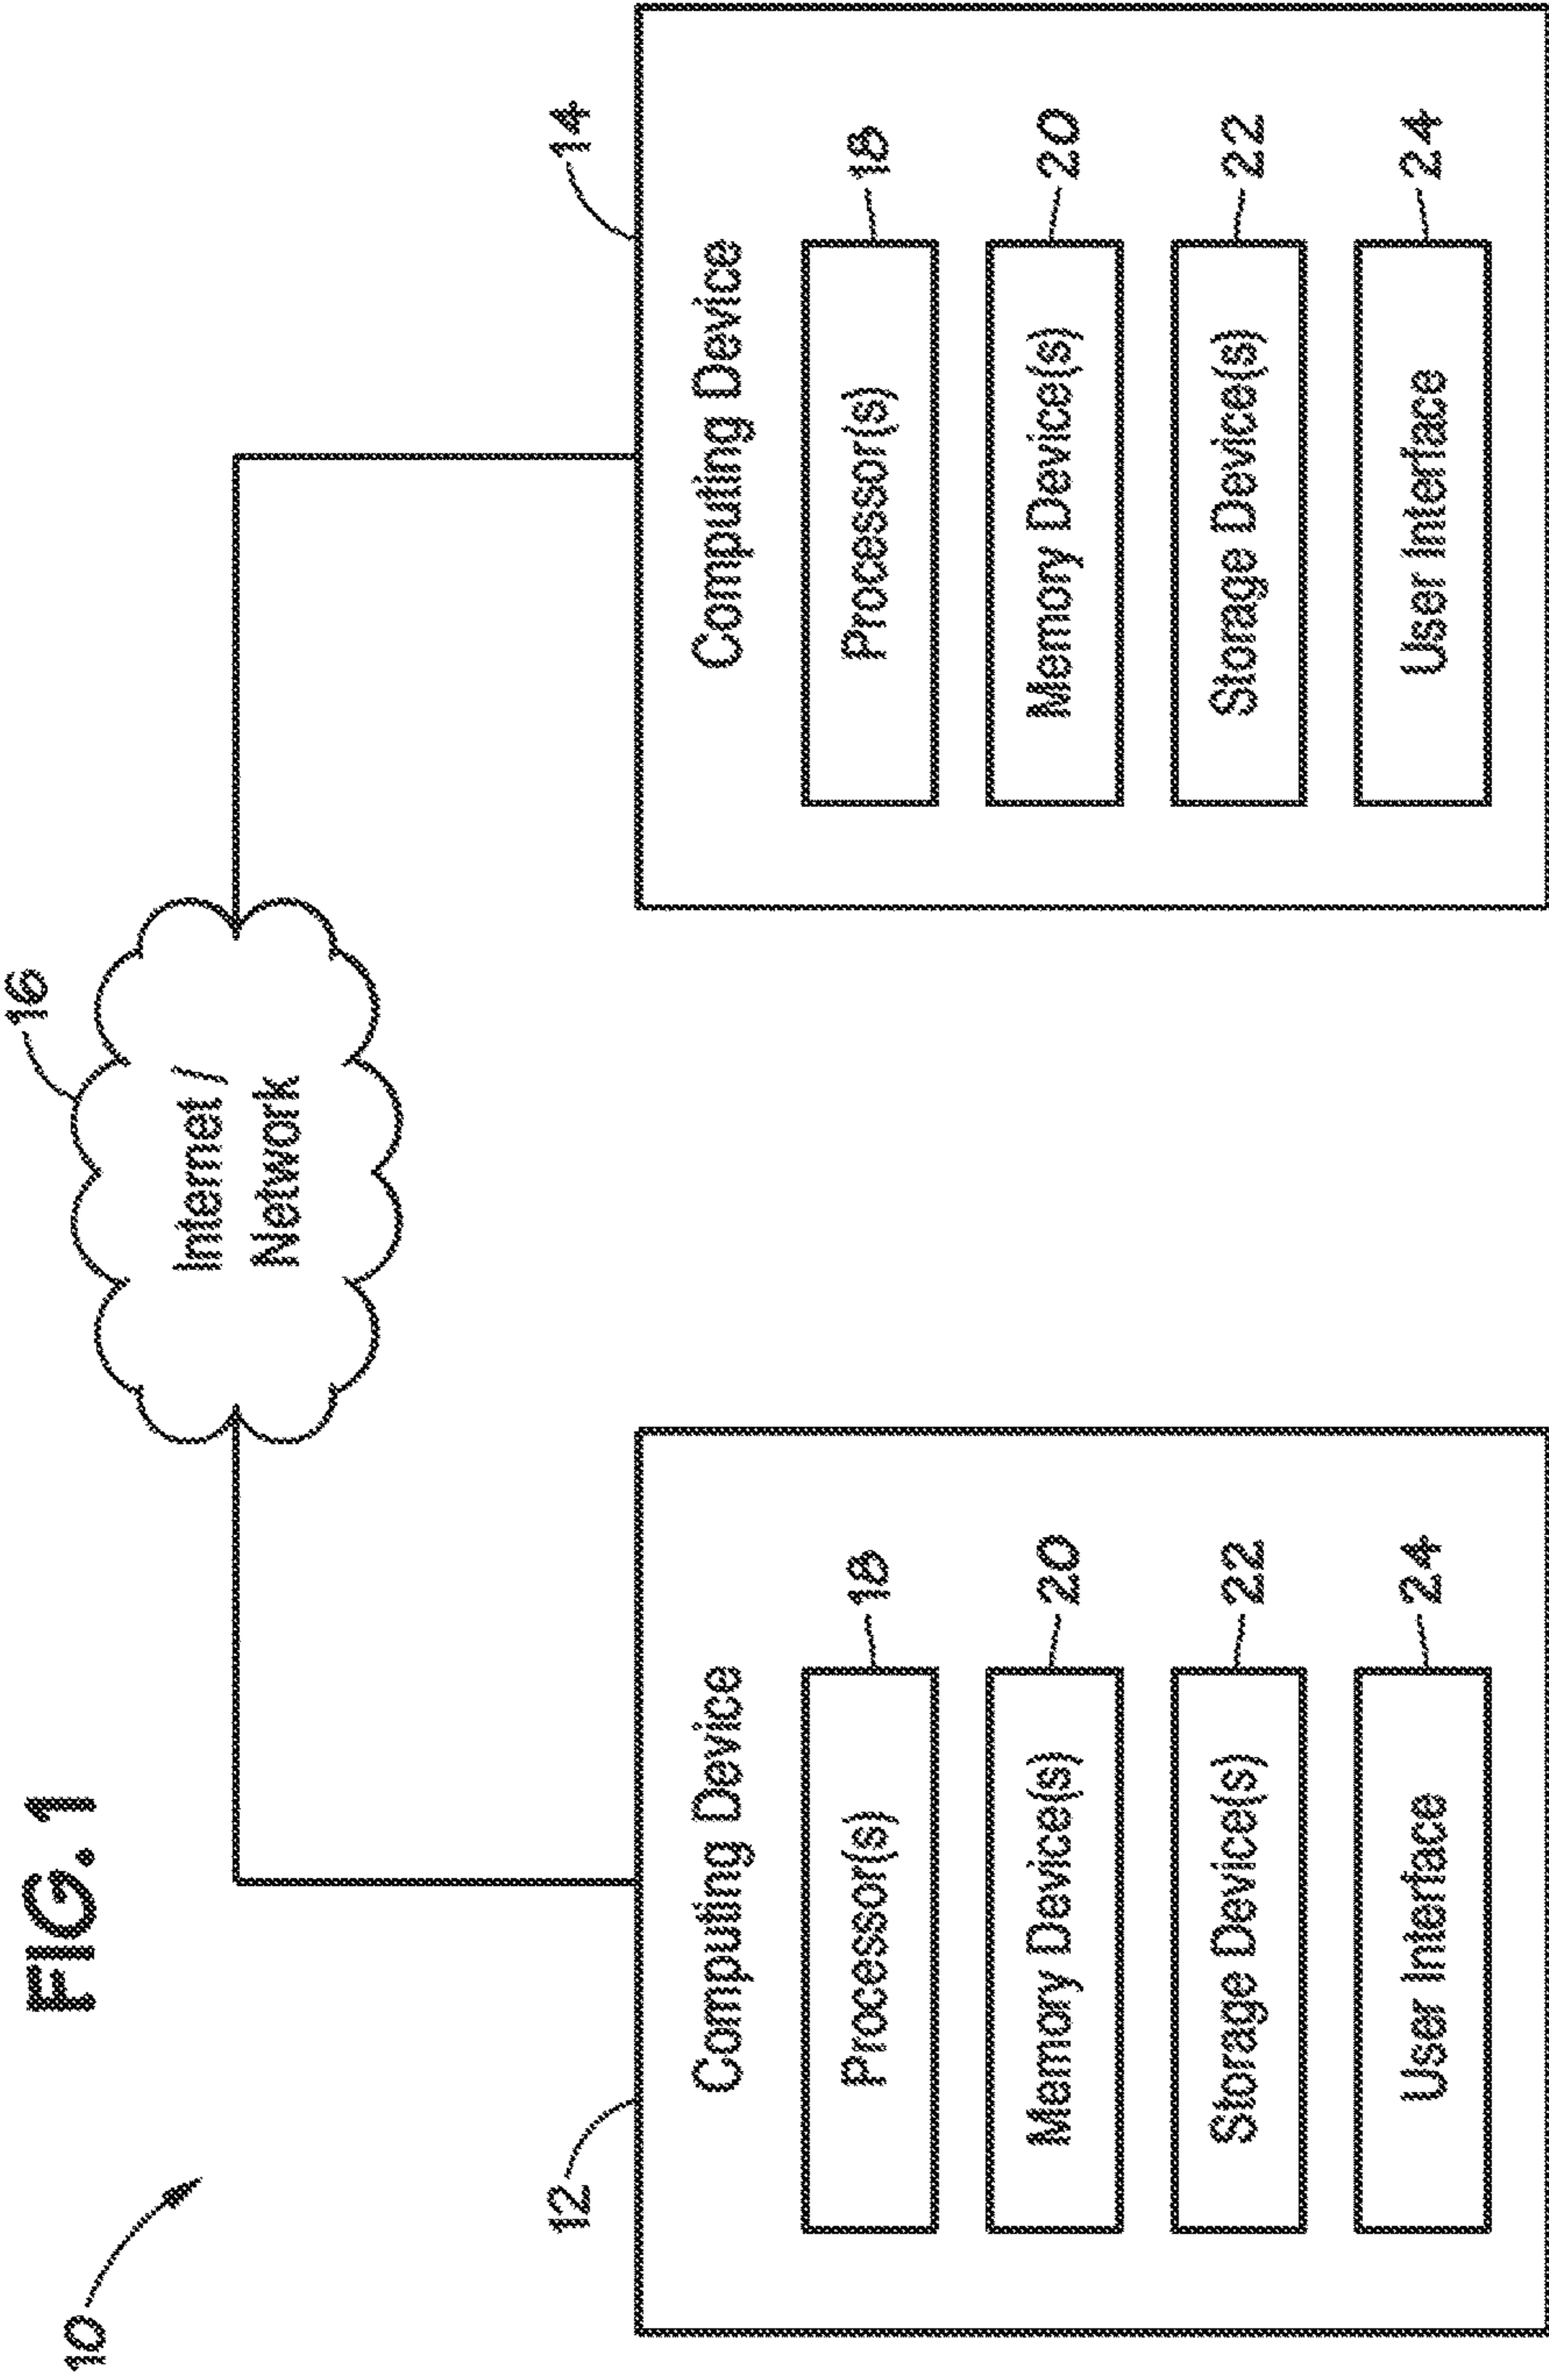 FIG. 1
10
16
Internet /
Network
12
Computing Device
Processor(s)
18
Memory Device(s)
20
Storage Device(s)
22
User Interface
24
14
Computing Device
Processor(s)
18
Memory Device(s)
20
Storage Device(s)
22
User Interface
24